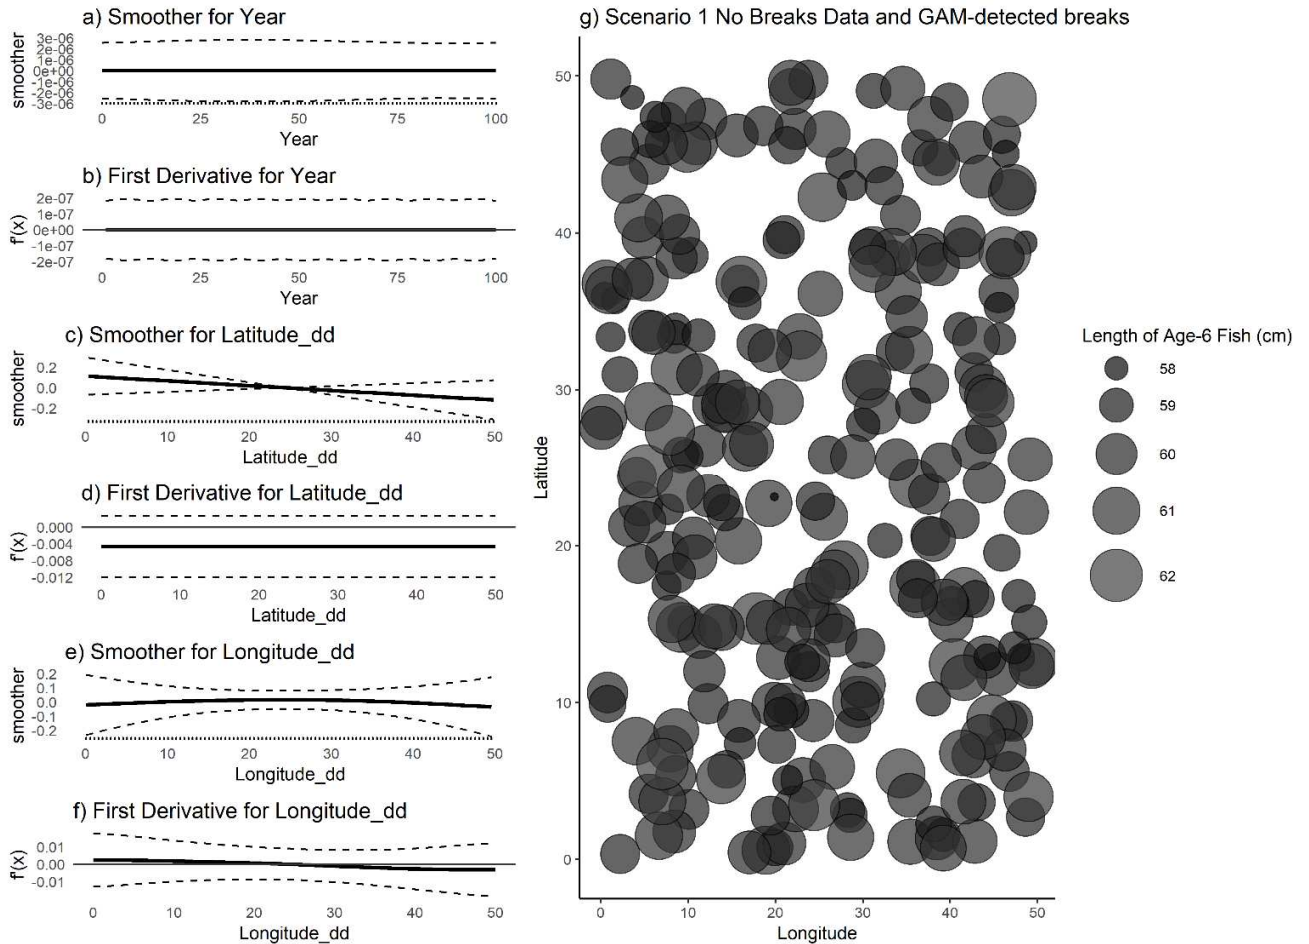 a) Smoother for Year
smoother
3e-06
2e-06
1e-06
0e+00
-1e-06
-2e-06
-3e-06
0 25 50 75 100
Year
b) First Derivative for Year
f'(x)
2e-07
1e-07
0e+00
-1e-07
-2e-07
0 25 50 75 100
Year
c) Smoother for Latitude_dd
smoother
0.2
0.0
-0.2
0 10 20 30 40 50
Latitude_dd
d) First Derivative for Latitude_dd
f'(x)
0.000
-0.004
-0.008
-0.012
0 10 20 30 40 50
Latitude_dd
e) Smoother for Longitude_dd
smoother
0.2
0.1
0.0
-0.1
-0.2
0 10 20 30 40 50
Longitude_dd
f) First Derivative for Longitude_dd
f'(x)
0.01
0.00
-0.01
0 10 20 30 40 50
Longitude_dd
g) Scenario 1 No Breaks Data and GAM-detected breaks
Latitude
50
40
30
20
10
0
0 10 20 30 40 50
Longitude
Length of Age-6 Fish (cm)
58
59
60
61
62